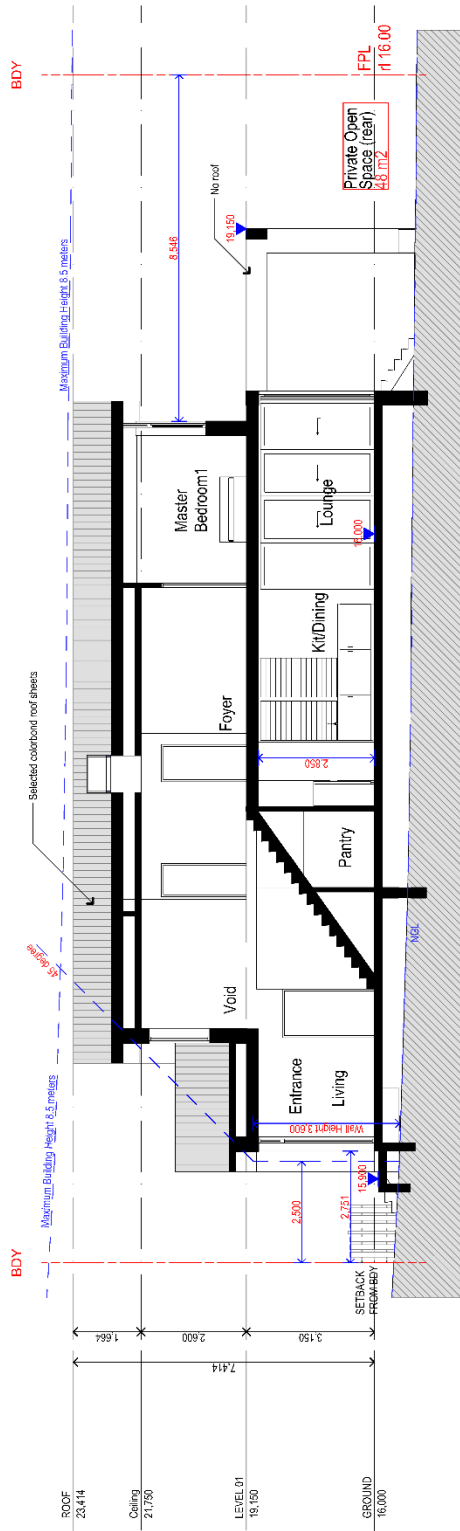 BDY
BDY
Maximum Building Height 8.5 meters
Maximum Building Height 8.5 meters
45 degree
Selected colorbond roof sheets
8,546
No roof
19,150
FPL
rl 16.00
Private Open
Space (rear)
48 m2
ROOF
23,414
Ceiling
21,750
LEVEL 01
19,150
GROUND
16,000
1,664
2,600
3,150
7,414
Void
Foyer
Master
Bedroom1
Entrance
Living
Wall Height 3,600
Pantry
2,850
Kit/Dining
Lounge
16,000
2,500
2,751
15,900
SETBACK
FROM BDY
NGL